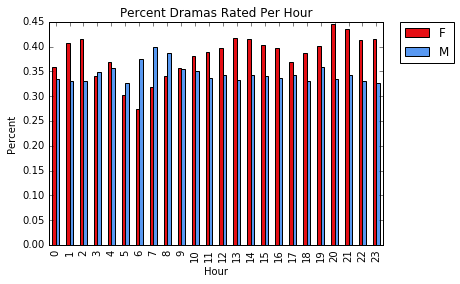 Percent Dramas Rated Per Hour
F
M
Percent
0.45
0.40
0.35
0.30
0.25
0.20
0.15
0.10
0.05
0.00
0 1 2 3 4 5 6 7 8 9 10 11 12 13 14 15 16 17 18 19 20 21 22 23
Hour